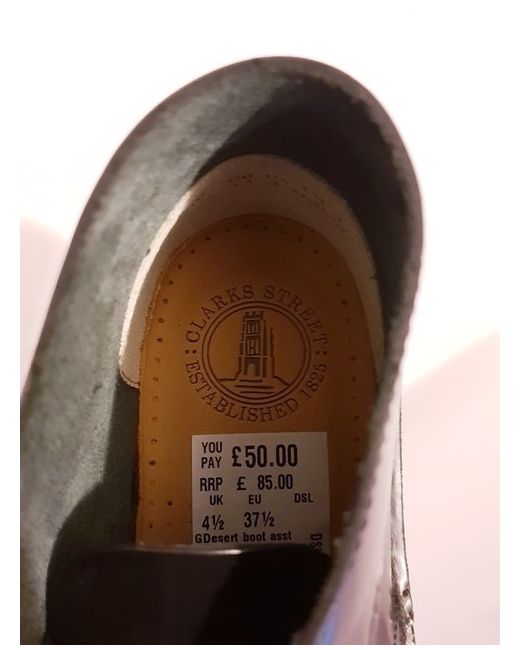 CLARKS STREET
ESTABLISHED 1825
YOU PAY £50.00
RRP £ 85.00
UK EU DSL
4½ 37½
GDesert boot asst